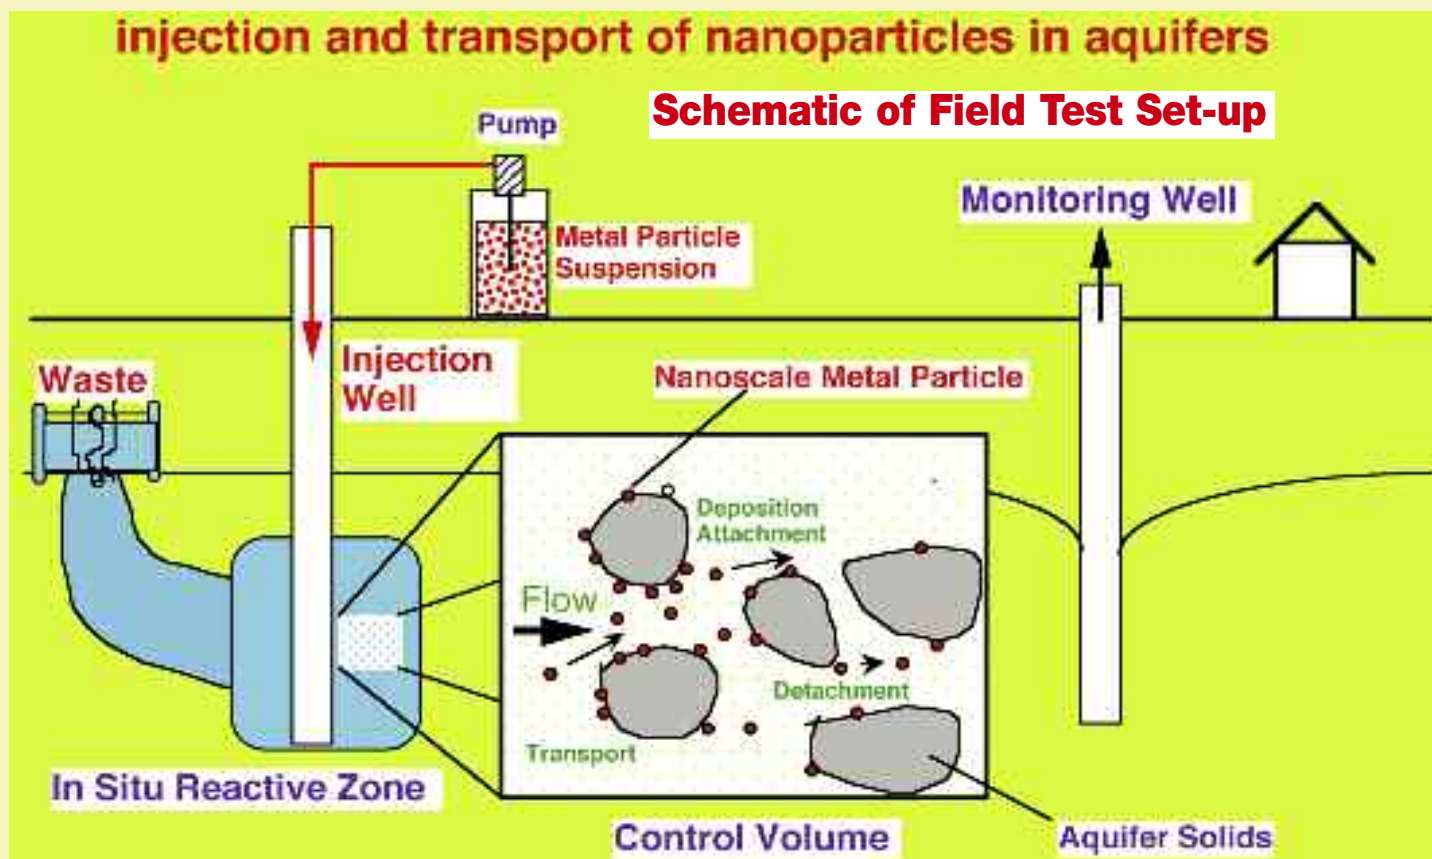 injection and transport of nanoparticles in aquifers
Schematic of Field Test Set-up
Pump
Monitoring Well
Metal Particle
Suspension
Injection
Well
Waste
Nanoscale Metal Particle
Deposition
Attachment
Flow
Detachment
Transport
In Situ Reactive Zone
Control Volume
Aquifer Solids